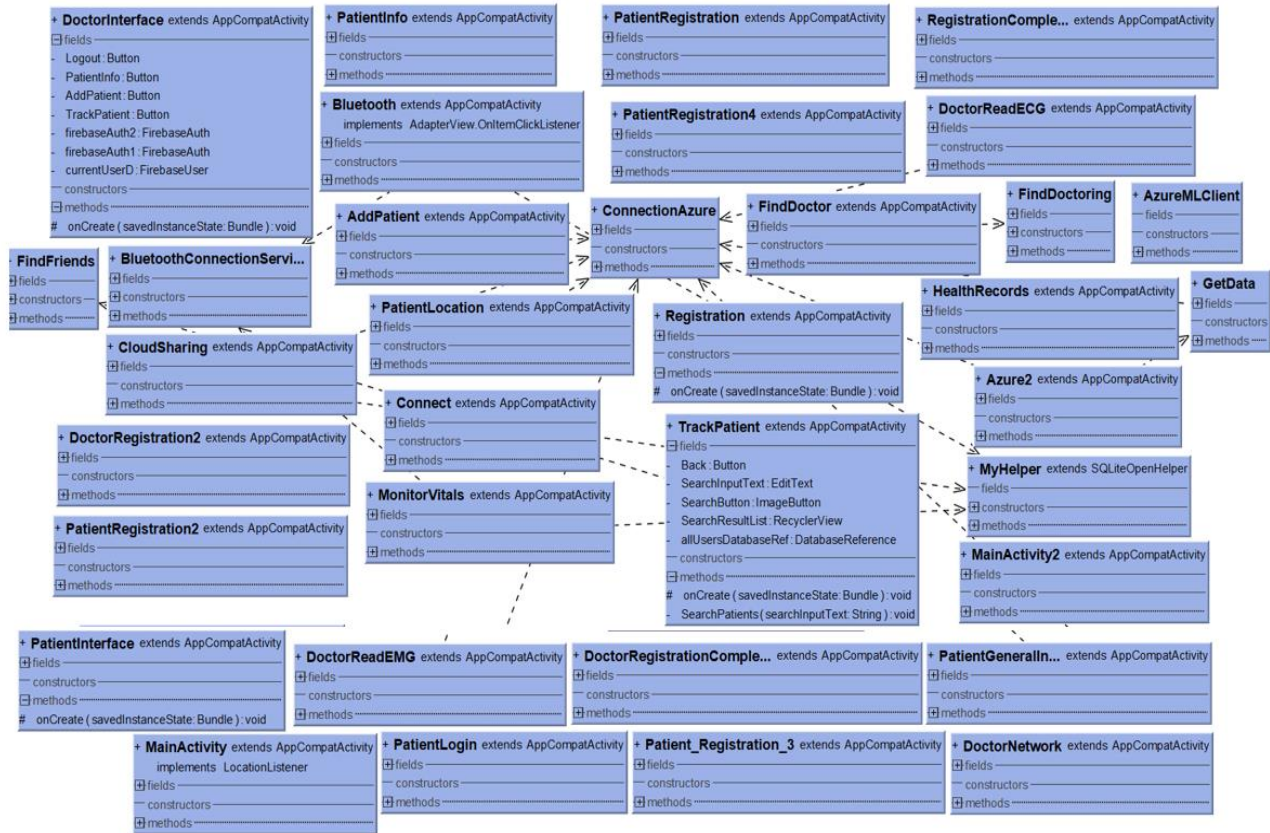 + DoctorInterface extends AppCompatActivity
fields
- Logout : Button
- PatientInfo : Button
- AddPatient : Button
- TrackPatient : Button
- firebaseAuth2 : FirebaseAuth
- firebaseAuth1 : FirebaseAuth
- currentUserD : FirebaseUser
constructors
methods
# onCreate ( savedInstanceState: Bundle ) : void
+ PatientInfo extends AppCompatActivity
fields
constructors
methods
+ PatientRegistration extends AppCompatActivity
fields
constructors
methods
+ RegistrationComple... extends AppCompatActivity
fields
constructors
methods
+ Bluetooth extends AppCompatActivity
implements AdapterView.OnItemClickListener
fields
constructors
methods
+ PatientRegistration4 extends AppCompatActivity
fields
constructors
methods
+ DoctorReadECG extends AppCompatActivity
fields
constructors
methods
+ AddPatient extends AppCompatActivity
fields
constructors
methods
+ ConnectionAzure
fields
constructors
methods
+ FindDoctor extends AppCompatActivity
fields
constructors
methods
+ FindDoctoring
fields
constructors
methods
+ AzureMLClient
fields
constructors
methods
+ FindFriends
fields
constructors
methods
+ BluetoothConnectionServi...
fields
constructors
methods
+ PatientLocation extends AppCompatActivity
fields
constructors
methods
+ Registration extends AppCompatActivity
fields
constructors
methods
# onCreate ( savedInstanceState: Bundle ) : void
+ HealthRecords extends AppCompatActivity
fields
constructors
methods
+ GetData
fields
constructors
methods
+ CloudSharing extends AppCompatActivity
fields
constructors
methods
+ Connect extends AppCompatActivity
fields
constructors
methods
+ Azure2 extends AppCompatActivity
fields
constructors
methods
+ DoctorRegistration2 extends AppCompatActivity
fields
constructors
methods
+ TrackPatient extends AppCompatActivity
fields
- Back : Button
- SearchInputText : EditText
- SearchButton : ImageButton
- SearchResultList : RecyclerView
- allUsersDatabaseRef : DatabaseReference
constructors
methods
# onCreate ( savedInstanceState: Bundle ) : void
- SearchPatients ( searchInputText: String ) : void
+ MyHelper extends SQLiteOpenHelper
fields
constructors
methods
+ MonitorVitals extends AppCompatActivity
fields
constructors
methods
+ PatientRegistration2 extends AppCompatActivity
fields
constructors
methods
+ MainActivity2 extends AppCompatActivity
fields
constructors
methods
+ PatientInterface extends AppCompatActivity
fields
constructors
methods
# onCreate ( savedInstanceState: Bundle ) : void
+ DoctorReadEMG extends AppCompatActivity
fields
constructors
methods
+ DoctorRegistrationComple... extends AppCompatActivity
fields
constructors
methods
+ PatientGeneralIn... extends AppCompatActivity
fields
constructors
methods
+ MainActivity extends AppCompatActivity
implements LocationListener
fields
constructors
methods
+ PatientLogin extends AppCompatActivity
fields
constructors
methods
+ Patient_Registration_3 extends AppCompatActivity
fields
constructors
methods
+ DoctorNetwork extends AppCompatActivity
fields
constructors
methods